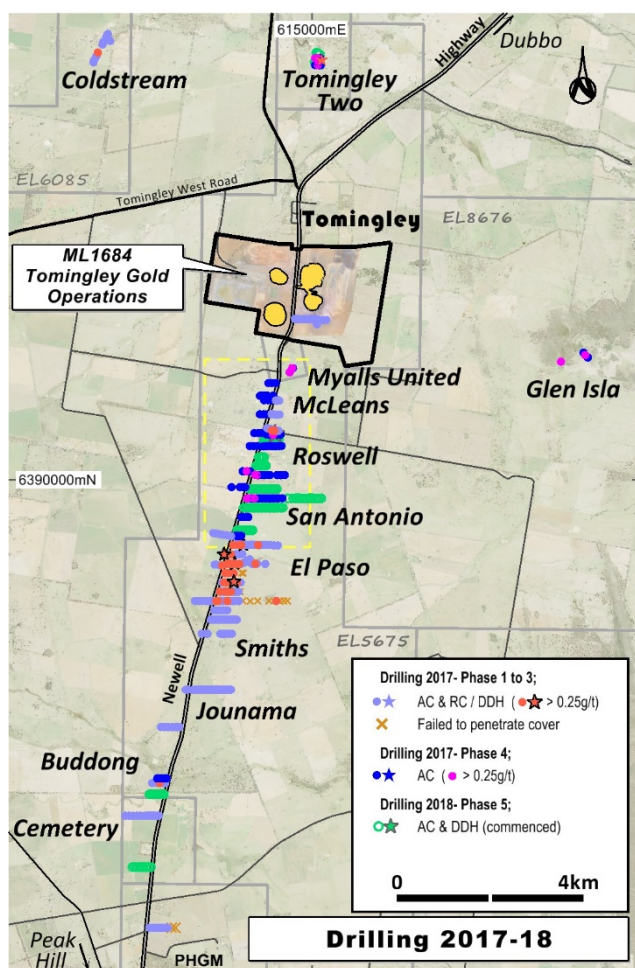 615000mE
Highway
Dubbo
Coldstream
Tomingley
Two
N
EL6085
Tomingley West Road
Tomingley
EL8676
ML1684
Tomingley Gold
Operations
Myalls United
McLeans
Glen Isla
Roswell
6390000mN
San Antonio
El Paso
Smiths
EL5675
Newell
Jounama
Buddong
Cemetery
Peak
Hill
PHGM
Drilling 2017- Phase 1 to 3;
AC & RC / DDH ( > 0.25g/t)
Failed to penetrate cover
Drilling 2017- Phase 4;
AC ( > 0.25g/t)
Drilling 2018- Phase 5;
AC & DDH (commenced)
0 4km
Drilling 2017-18